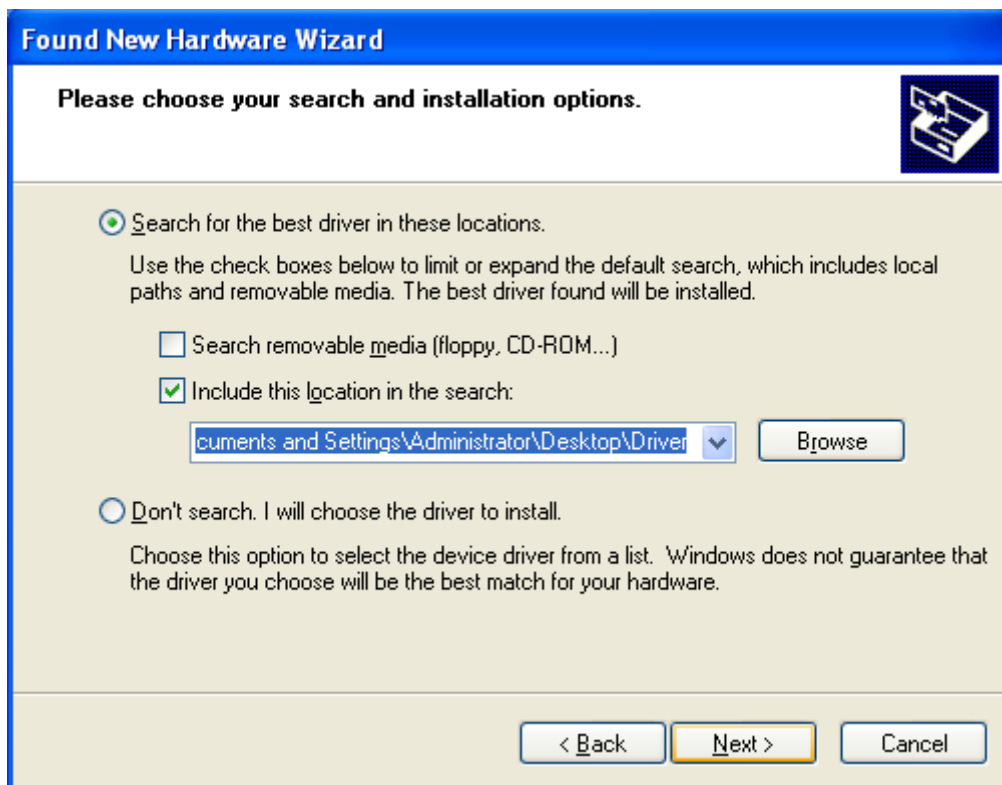 Found New Hardware Wizard
Please choose your search and installation options.
Search for the best driver in these locations.
Use the check boxes below to limit or expand the default search, which includes local
paths and removable media. The best driver found will be installed.
Search removable media (floppy, CD-ROM...)
Include this location in the search:
cuments and Settings\Administrator\Desktop\Driver
Browse
Don't search. I will choose the driver to install.
Choose this option to select the device driver from a list. Windows does not guarantee that
the driver you choose will be the best match for your hardware.
< Back Next > Cancel